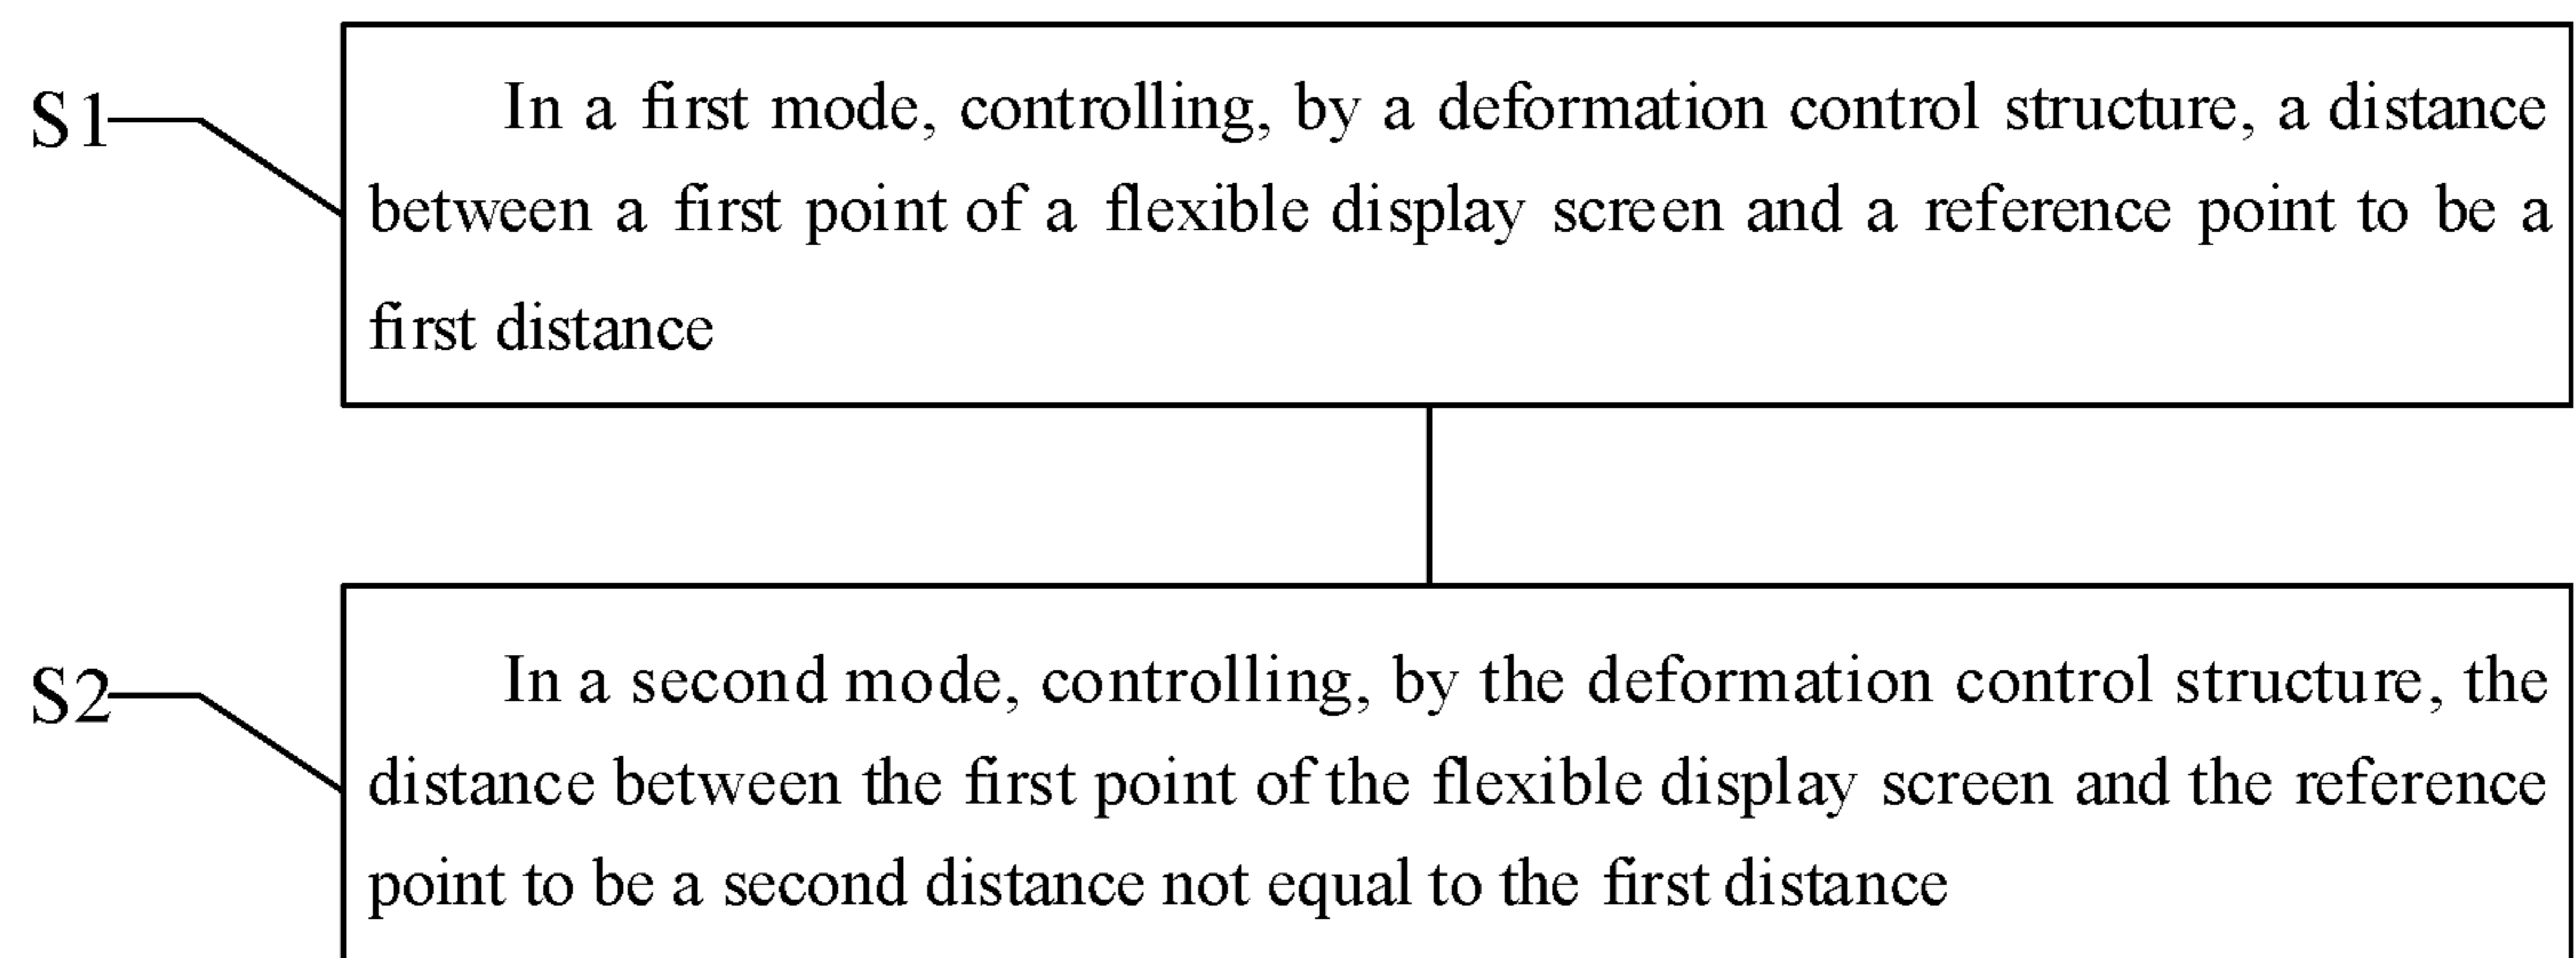 S1
In a first mode, controlling, by a deformation control structure, a distance
between a first point of a flexible display screen and a reference point to be a
first distance
S2
In a second mode, controlling, by the deformation control structure, the
distance between the first point of the flexible display screen and the reference
point to be a second distance not equal to the first distance